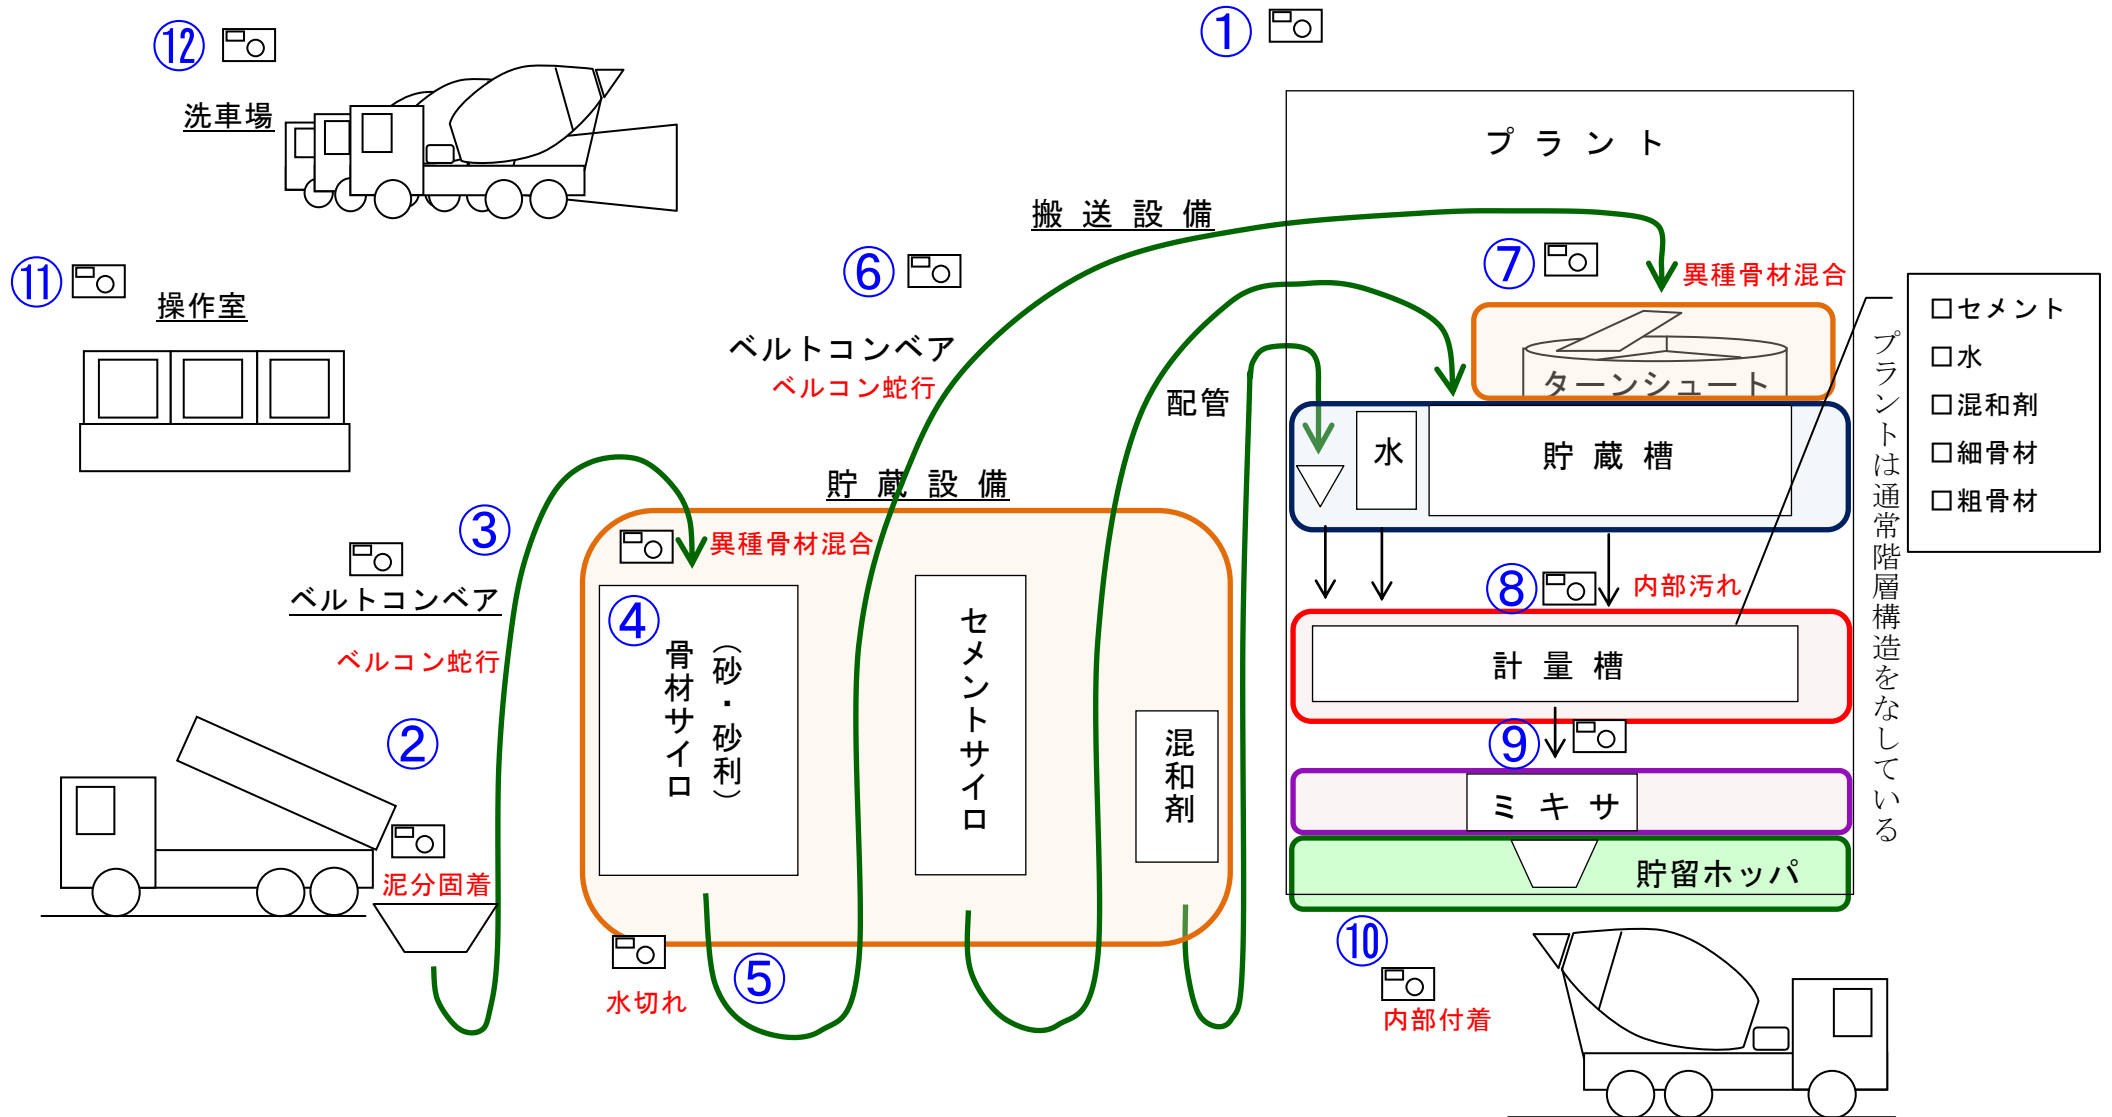 ①
⑫
洗車場
プラント
搬送設備
⑥
⑦
異種骨材混合
⑪
操作室
□セメント
□水
□混和剤
□細骨材
□粗骨材
プラントは通常階層構造をなしている
ベルトコンベア
ベルコン蛇行
配管
ターンシュート
水
貯蔵槽
貯蔵設備
③
異種骨材混合
ベルトコンベア
ベルコン蛇行
④
骨材サイロ
（砂・砂利）
セメントサイロ
混和剤
⑧
内部汚れ
計量槽
②
泥分固着
⑨
ミキサ
貯留ホッパ
⑤
水切れ
⑩
内部付着